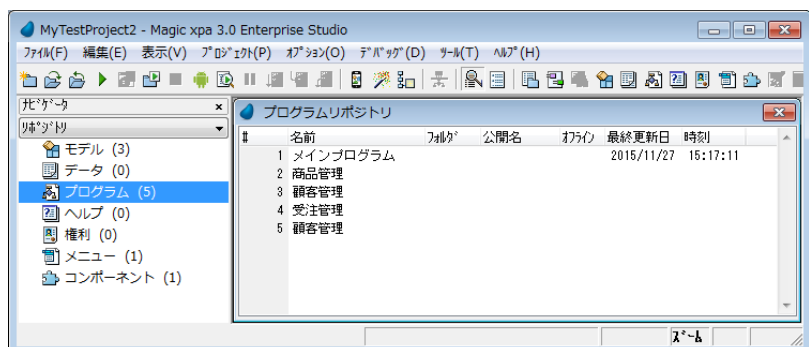 MyTestProject2 - Magic xpa 3.0 Enterprise Studio
ﾌｧｲﾙ(F) 編集(E) 表示(V) ﾌﾟﾛｼﾞｪｸﾄ(P) ｵﾌﾟｼｮﾝ(O) ﾃﾞﾊﾞｯｸﾞ(D) ﾂｰﾙ(T) ﾍﾙﾌﾟ(H)
ﾅﾋﾞｹﾞｰﾀ
ﾘﾎﾟｼﾞﾄﾘ
モデル (3)
データ (0)
プログラム (5)
ヘルプ (0)
権利 (0)
メニュー (1)
コンポーネント (1)
プログラムリポジトリ
# 名前 ﾌｫﾙﾀﾞ 公開名 ｵﾌﾗｲﾝ 最終更新日 時刻
1 メインプログラム 2015/11/27 15:17:11
2 商品管理
3 顧客管理
4 受注管理
5 顧客管理
ｽﾞｰﾑ